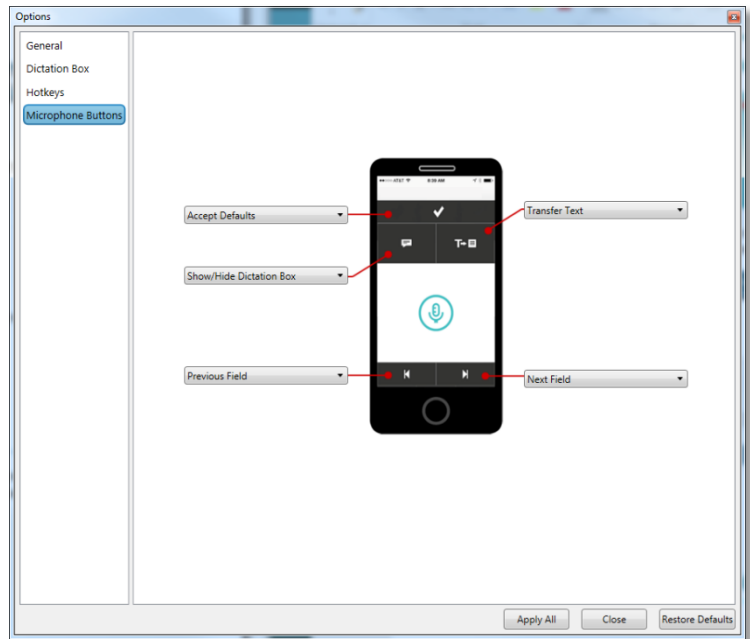 Options
General
Dictation Box
Hotkeys
Microphone Buttons
AT&T
Accept Defaults
Transfer Text
T
Show/Hide Dictation Box
Previous Field
Next Field
Apply All
Close
Restore Defaults